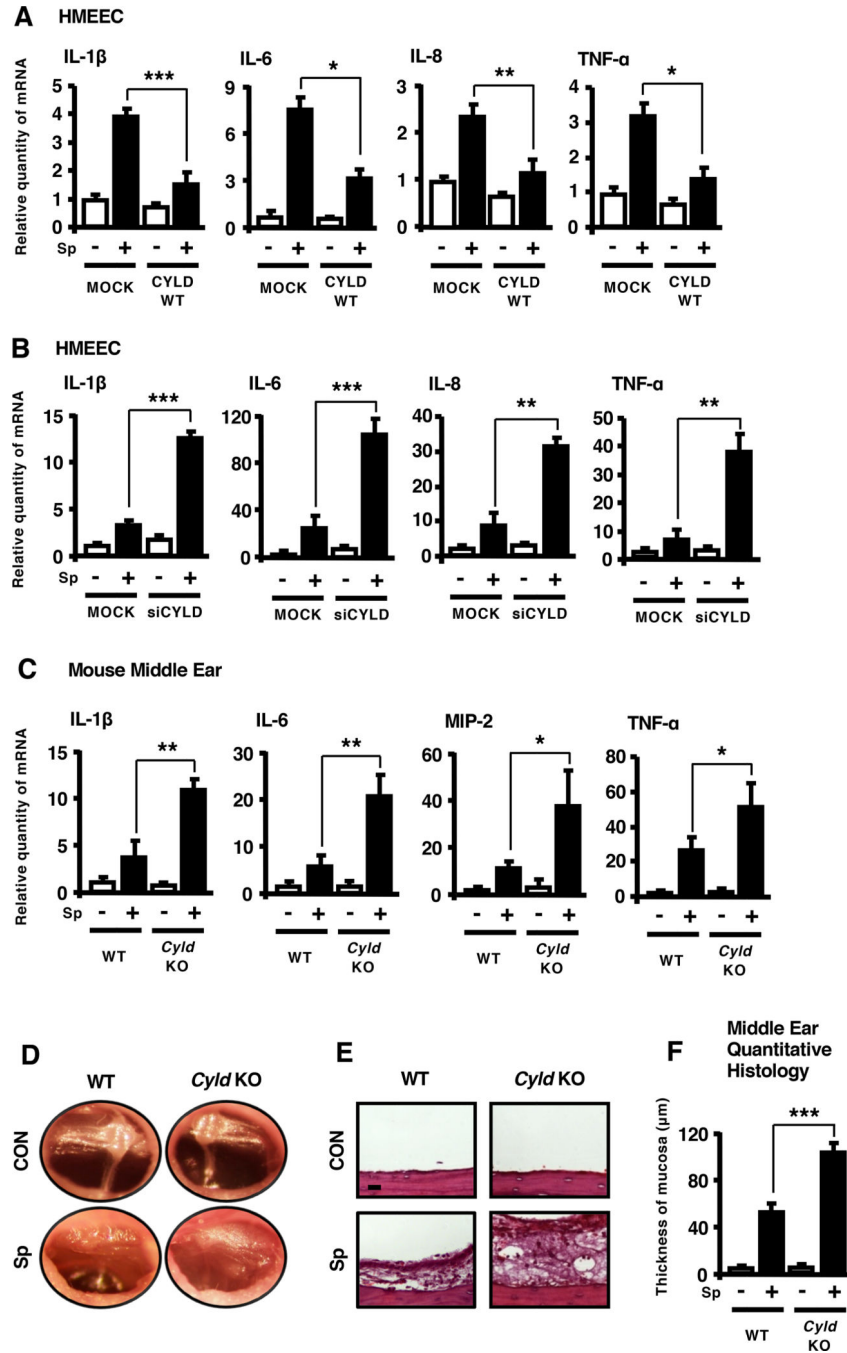 A HMEEC
IL-1β IL-6 IL-8 TNF-α
*** * ** *
Relative quantity of mRNA
5 4 3 2 1 0
9 6 3 0
3 2 1 0
4 3 2 1 0
Sp - + - + - + - + - + - + - + - +
MOCK CYLD MOCK CYLD MOCK CYLD MOCK CYLD
WT WT WT WT
B HMEEC
IL-1β IL-6 IL-8 TNF-α
*** *** ** **
Relative quantity of mRNA
15 10 5 0
120 80 40 0
40 30 20 10 0
50 40 30 20 10 0
Sp - + - + - + - + - + - + - + - +
MOCK siCYLD MOCK siCYLD MOCK siCYLD MOCK siCYLD
C Mouse Middle Ear
IL-1β IL-6 MIP-2 TNF-α
** ** * *
Relative quantity of mRNA
15 10 5 0
30 20 10 0
60 40 20 0
80 60 40 20 0
Sp - + - + - + - + - + - + - + - +
WT Cyld WT Cyld WT Cyld WT Cyld
KO KO KO KO
D
WT Cyld KO
CON
Sp
E
WT Cyld KO
CON
Sp
F
Middle Ear
Quantitative
Histology
***
Thickness of mucosa (μm)
120
80
40
0
Sp - + - +
WT Cyld
KO